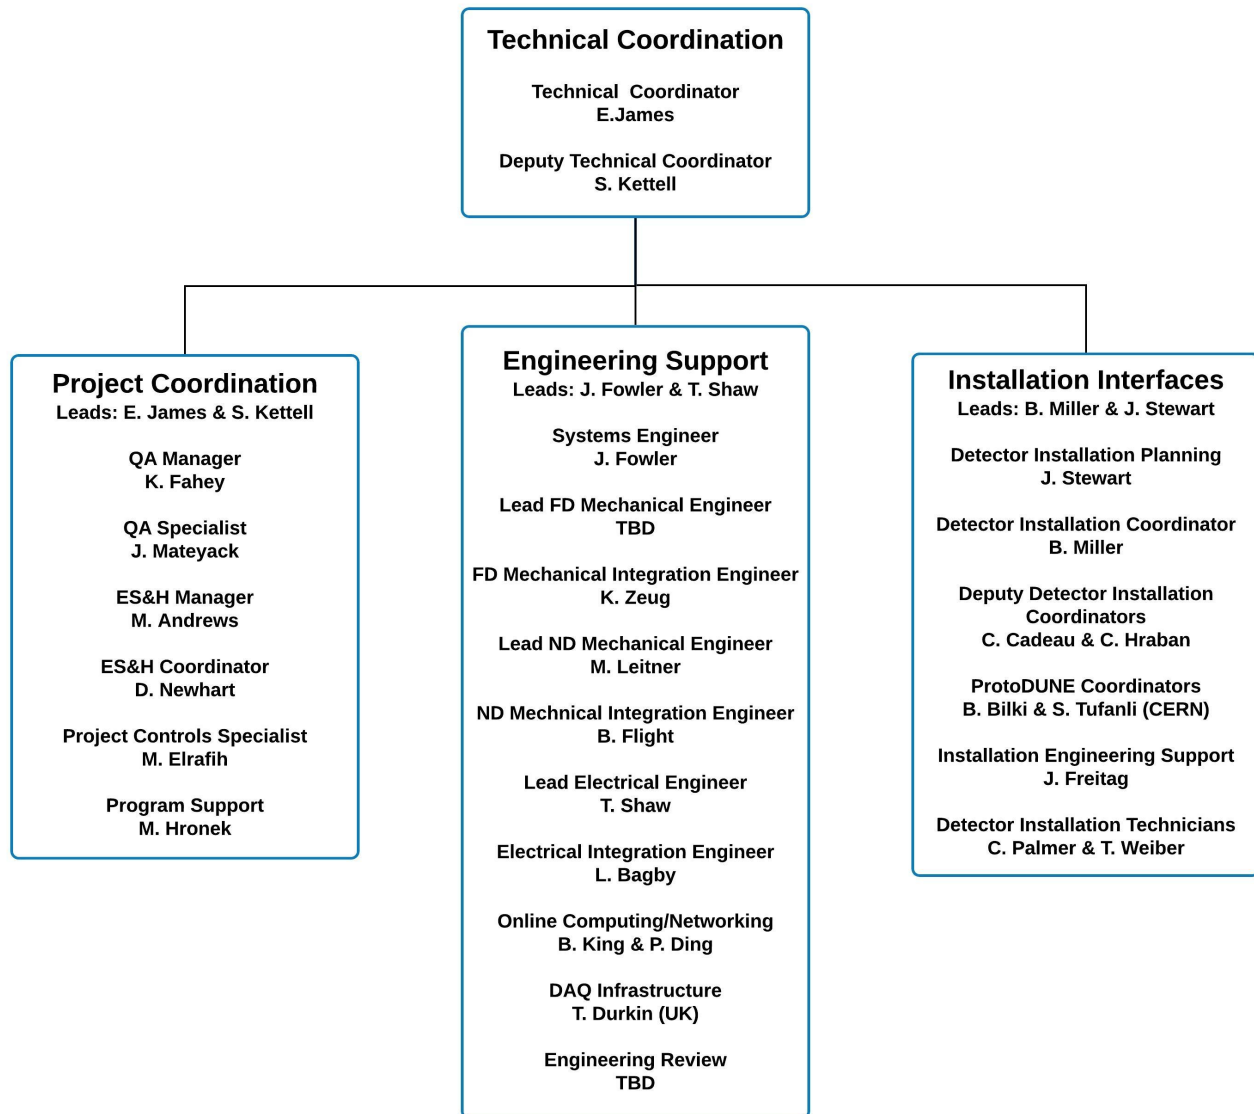 Technical Coordination
Technical  Coordinator
E.James
Deputy Technical Coordinator
S. Kettell
Project Coordination
Leads: E. James & S. Kettell
QA Manager
K. Fahey
QA Specialist
J. Mateyack
ES&H Manager
M. Andrews
ES&H Coordinator
D. Newhart
Project Controls Specialist
M. Elrafih
Program Support
M. Hronek
Engineering Support
Leads: J. Fowler & T. Shaw
Systems Engineer
J. Fowler
Lead FD Mechanical Engineer
TBD
FD Mechanical Integration Engineer
K. Zeug
Lead ND Mechanical Engineer
M. Leitner
ND Mechnical Integration Engineer
B. Flight
Lead Electrical Engineer
T. Shaw
Electrical Integration Engineer
L. Bagby
Online Computing/Networking
B. King & P. Ding
DAQ Infrastructure
T. Durkin (UK)
Engineering Review
TBD
Installation Interfaces
Leads: B. Miller & J. Stewart
Detector Installation Planning
J. Stewart
Detector Installation Coordinator
B. Miller
Deputy Detector Installation
Coordinators
C. Cadeau & C. Hraban
ProtoDUNE Coordinators
B. Bilki & S. Tufanli (CERN)
Installation Engineering Support
J. Freitag
Detector Installation Technicians
C. Palmer & T. Weiber